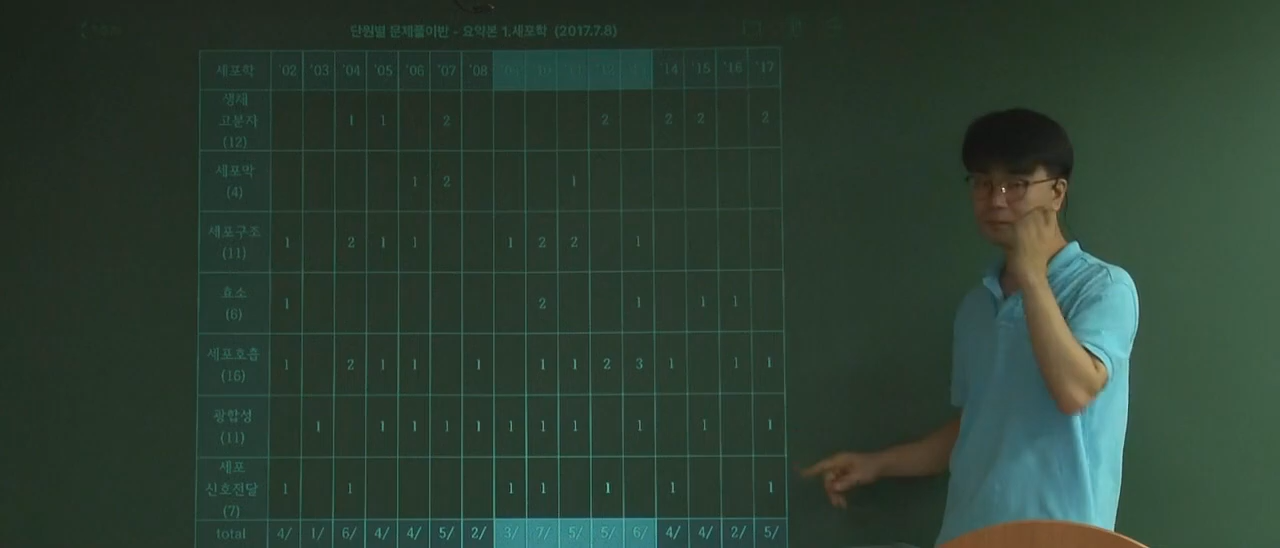 단원별 문제풀이반 - 요약본 1.세포학 (2017.7.8)
세포학 '02 '03 '04 '05 '06 '07 '08 '09 '10 '11 '12 '13 '14 '15 '16 '17
생체
고분자
(12)
1 1 2 2 2 2 2
세포막
(4)
1 2 1
세포구조
(11)
1 2 1 1 1 2 2 1
효소
(6)
1 2 1 1 1
세포호흡
(16)
1 2 1 1 1 1 1 2 3 1 1 1
광합성
(11)
1 1 1 1 1 1 1 1 1 1 1
세포
신호전달
(7)
1 1 1 1 1 1 1
total 4/ 1/ 6/ 4/ 4/ 5/ 2/ 3/ 7/ 5/ 5/ 6/ 4/ 4/ 2/ 5/